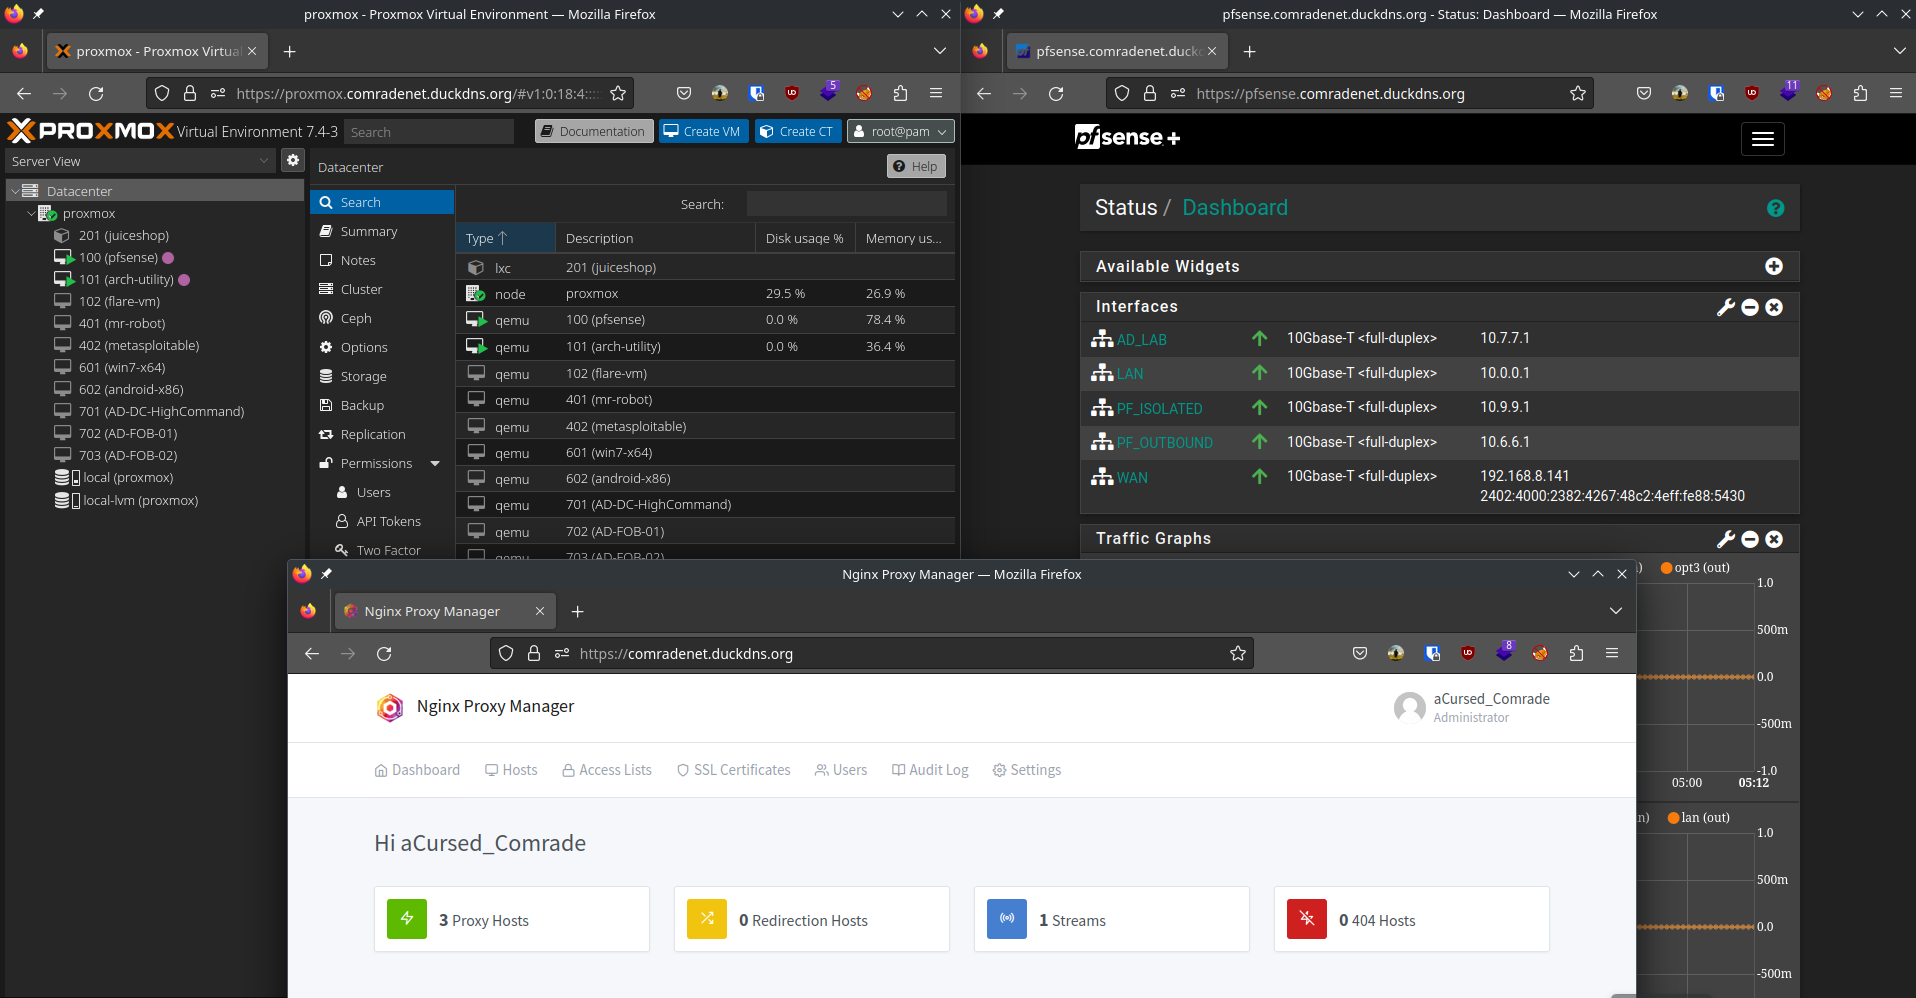 proxmox - Proxmox Virtual Environment — Mozilla Firefox
proxmox - Proxmox Virtual
https://proxmox.comradenet.duckdns.org/#v1:0:18:4:::::
5
PROXMOX Virtual Environment 7.4-3
Search
Documentation
Create VM
Create CT
root@pam
Server View
Datacenter
proxmox
201 (juiceshop)
100 (pfsense)
101 (arch-utility)
102 (flare-vm)
401 (mr-robot)
402 (metasploitable)
601 (win7-x64)
602 (android-x86)
701 (AD-DC-HighCommand)
702 (AD-FOB-01)
703 (AD-FOB-02)
local (proxmox)
local-lvm (proxmox)
Datacenter
Help
Search
Summary
Notes
Cluster
Ceph
Options
Storage
Backup
Replication
Permissions
Users
API Tokens
Two Factor
Search:
Type Description Disk usage % Memory us...
lxc 201 (juiceshop)
node proxmox 29.5 % 26.9 %
qemu 100 (pfsense) 0.0 % 78.4 %
qemu 101 (arch-utility) 0.0 % 36.4 %
qemu 102 (flare-vm)
qemu 401 (mr-robot)
qemu 402 (metasploitable)
qemu 601 (win7-x64)
qemu 602 (android-x86)
qemu 701 (AD-DC-HighCommand)
qemu 702 (AD-FOB-01)
qemu 703 (AD-FOB-02)
pfsense.comradenet.duckdns.org - Status: Dashboard — Mozilla Firefox
pfsense.comradenet.duckd
https://pfsense.comradenet.duckdns.org
11
pfsense +
Status / Dashboard
Available Widgets
Interfaces
AD_LAB 10Gbase-T <full-duplex> 10.7.7.1
LAN 10Gbase-T <full-duplex> 10.0.0.1
PF_ISOLATED 10Gbase-T <full-duplex> 10.9.9.1
PF_OUTBOUND 10Gbase-T <full-duplex> 10.6.6.1
WAN 10Gbase-T <full-duplex> 192.168.8.141
2402:4000:2382:4267:48c2:4eff:fe88:5430
Traffic Graphs
) opt3 (out)
1.0
500m
0.0
-500m
-1.0
05:00 05:12
n) lan (out)
1.0
500m
0.0
-500m
Nginx Proxy Manager — Mozilla Firefox
Nginx Proxy Manager
https://comradenet.duckdns.org
8
Nginx Proxy Manager
aCursed_Comrade
Administrator
Dashboard Hosts Access Lists SSL Certificates Users Audit Log Settings
Hi aCursed_Comrade
3 Proxy Hosts
0 Redirection Hosts
1 Streams
0 404 Hosts